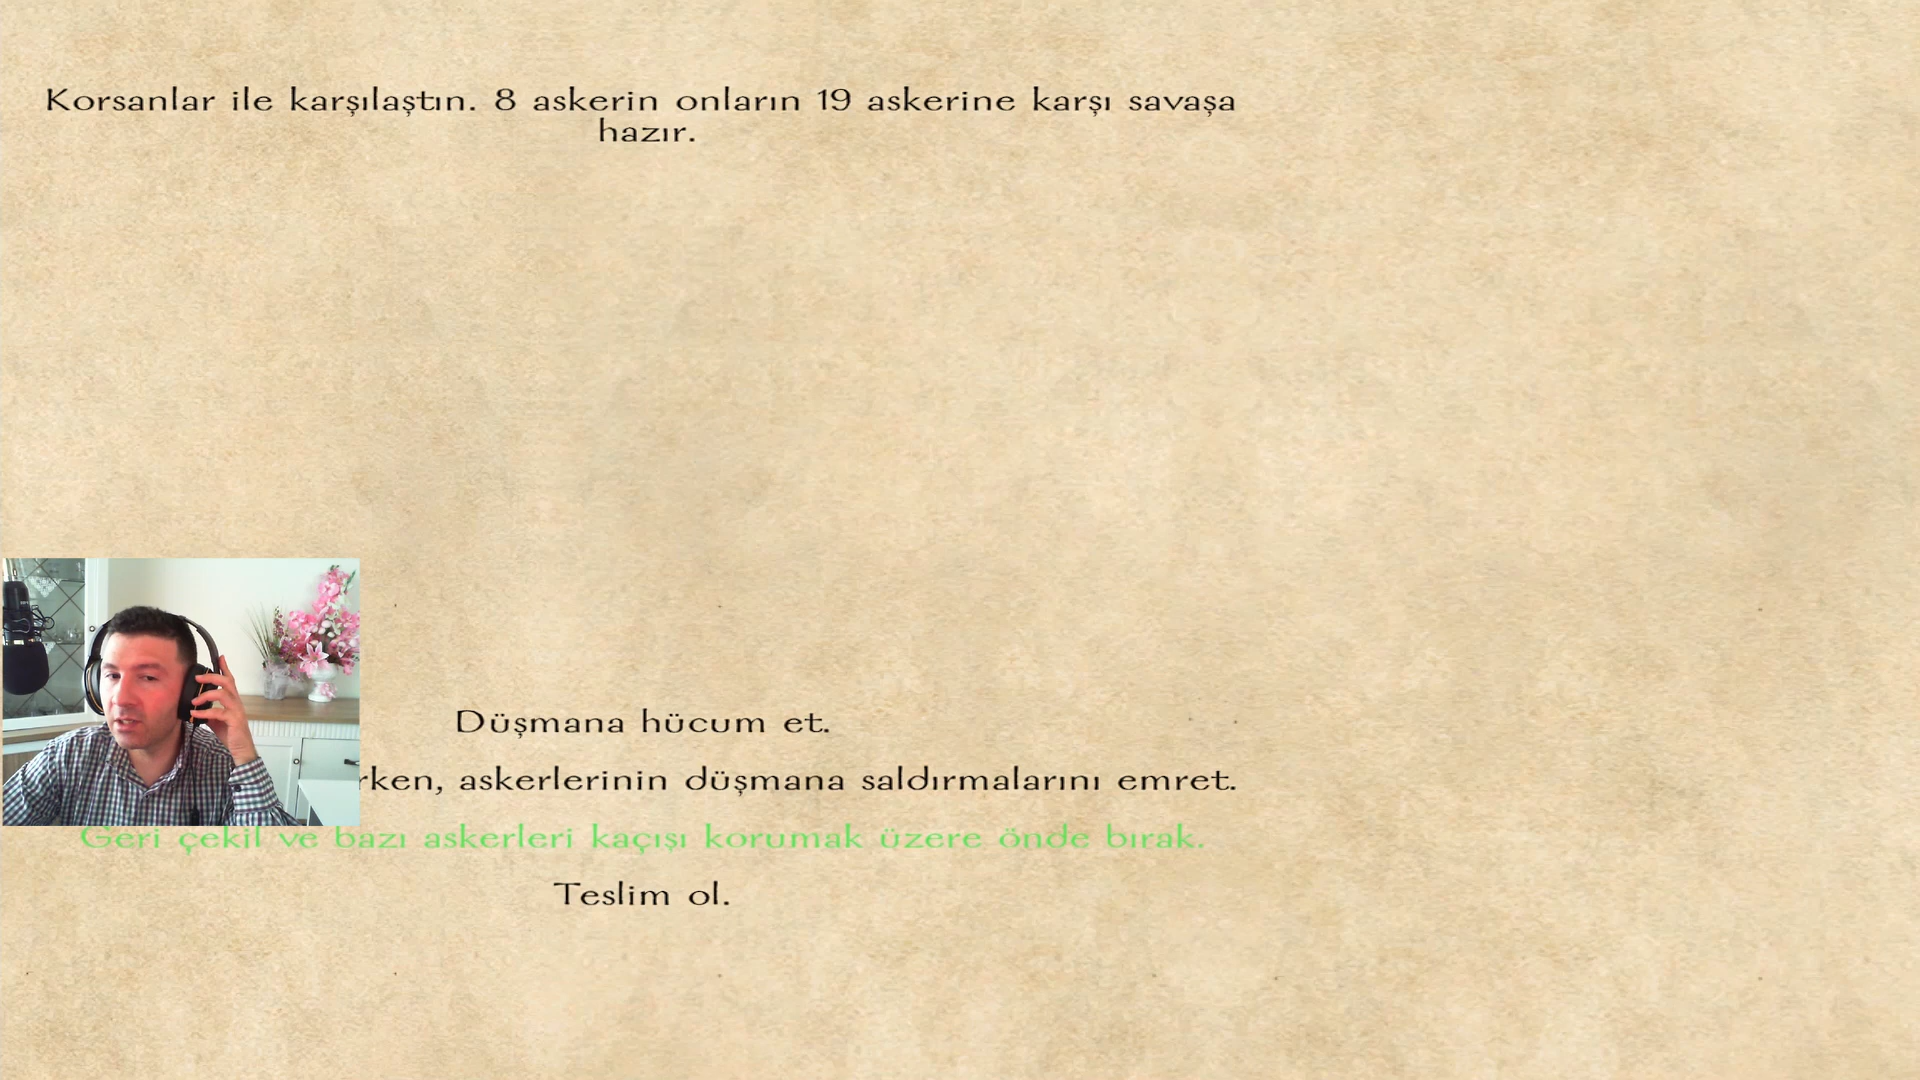 Korsanlar ile karşılaştın. 8 askerin onların 19 askerine karşı savaşa
hazır.
Düşmana hücum et.
askerlerinin düşmana saldırmalarını emret.
Geri çekil ve bazı askerleri kaçışı korumak üzere önde bırak.
Teslim ol.